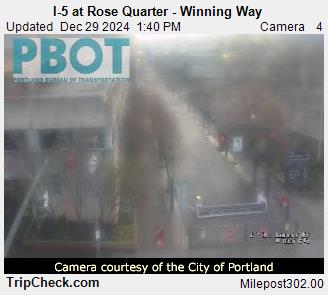 I-5 at Rose Quarter - Winning Way
Updated Dec 29 2024 1:40 PM Camera 4
PBOT
PORTLAND BUREAU OF TRANSPORTATION
Camera courtesy of the City of Portland
TripCheck.com Milepost302.00